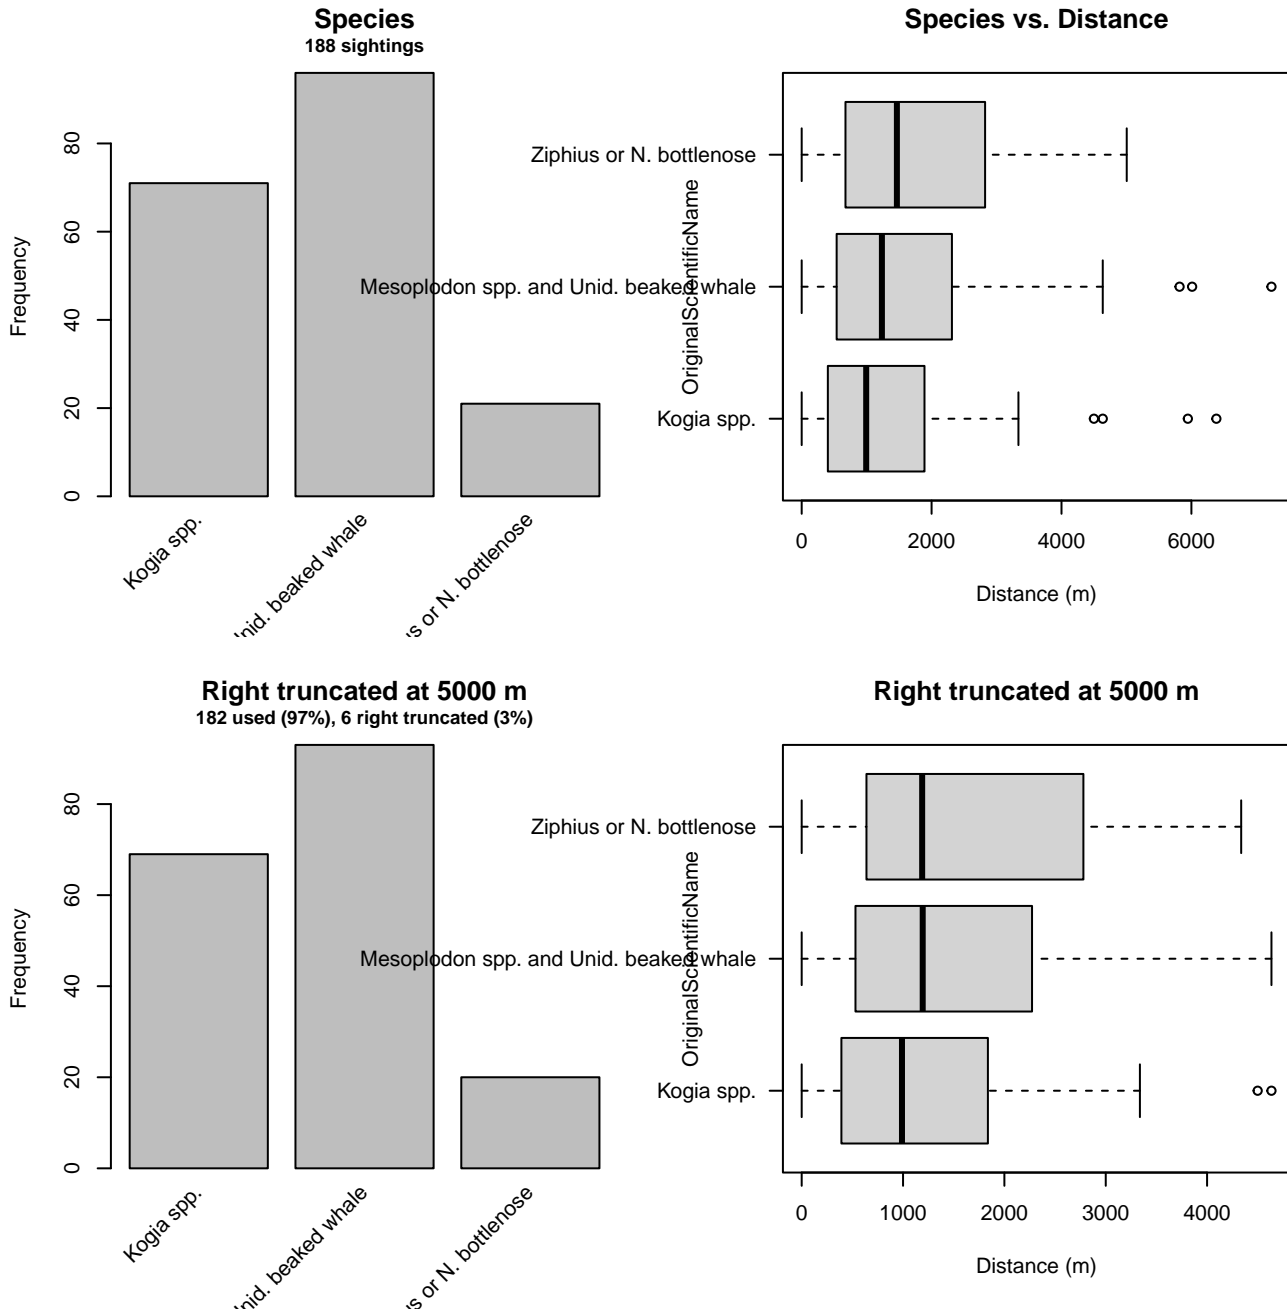 Species
188 sightings
Frequency
0
20
40
60
80
Kogia spp.
Unid. beaked whale
us or N. bottlenose
Species vs. Distance
OriginalScientificName
Ziphius or N. bottlenose
Mesoplodon spp. and Unid. beaked whale
Kogia spp.
0 2000 4000 6000
Distance (m)
Right truncated at 5000 m
182 used (97%), 6 right truncated (3%)
Frequency
0
20
40
60
80
Kogia spp.
Unid. beaked whale
us or N. bottlenose
Right truncated at 5000 m
OriginalScientificName
Ziphius or N. bottlenose
Mesoplodon spp. and Unid. beaked whale
Kogia spp.
0 1000 2000 3000 4000
Distance (m)